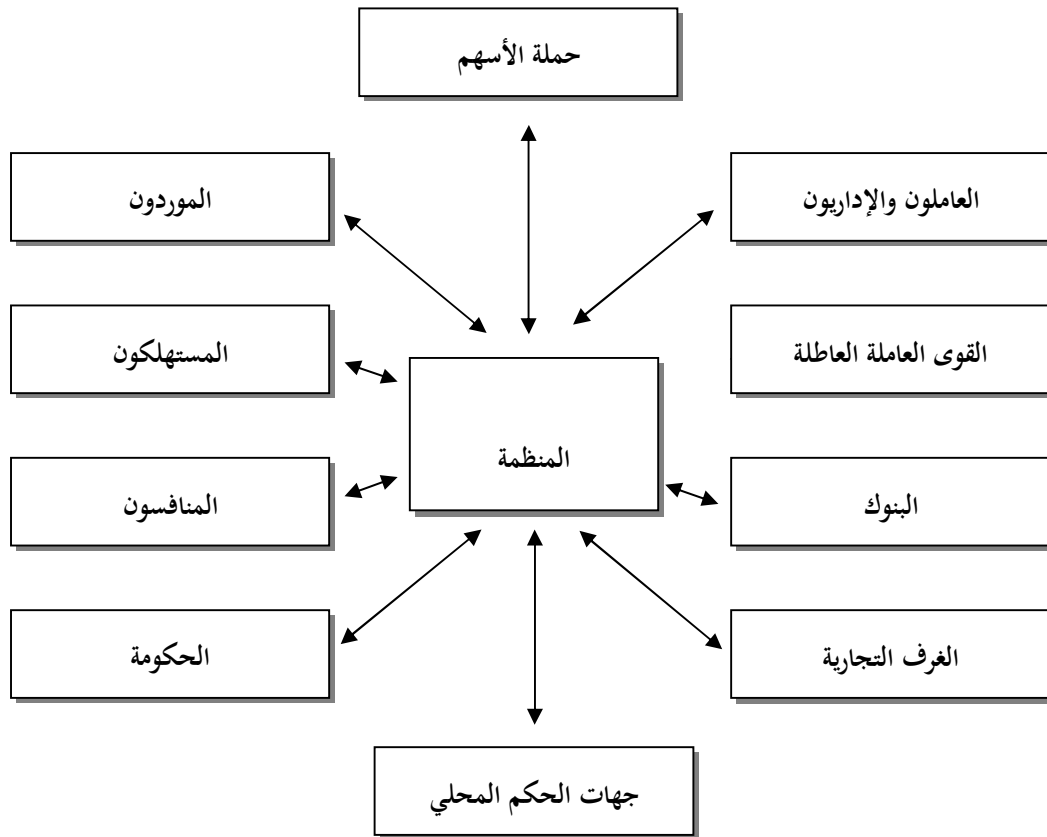 حملة الأسهم
العاملون والإداريون
الموردون
القوى العاملة العاطلة
المستهلكون
المنظمة
البنوك
المنافسون
الغرف التجارية
الحكومة
جهات الحكم المحلي